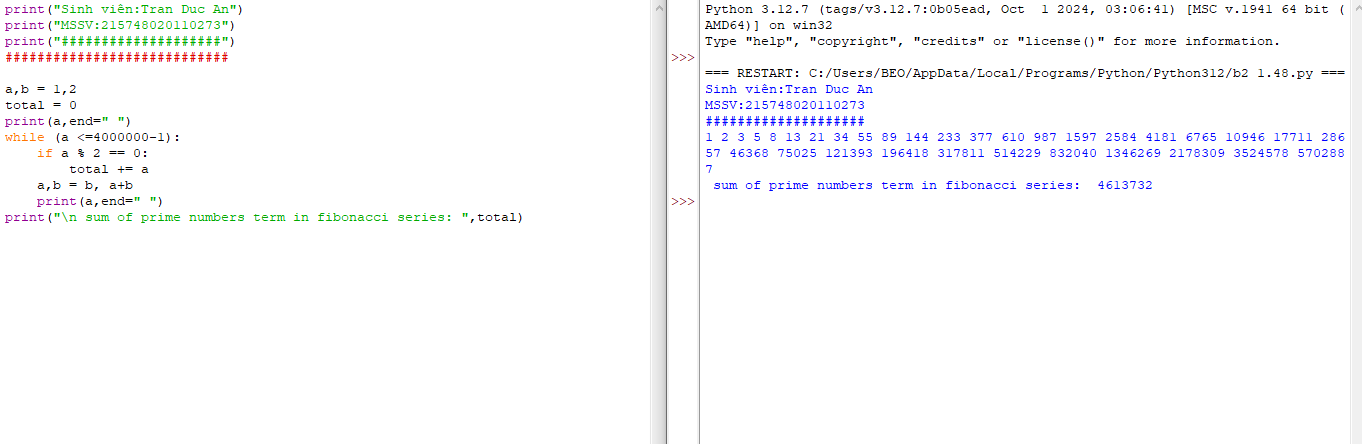 print("Sinh viên:Tran Duc An")
print("MSSV:215748020110273")
print("####################")
############################
a,b = 1,2
total = 0
print(a,end=" ")
while (a <=4000000-1):
    if a % 2 == 0:
        total += a
    a,b = b, a+b
    print(a,end=" ")
print("\n sum of prime numbers term in fibonacci series: ",total)
Python 3.12.7 (tags/v3.12.7:0b05ead, Oct  1 2024, 03:06:41) [MSC v.1941 64 bit (
AMD64)] on win32
Type "help", "copyright", "credits" or "license()" for more information.
>>>
=== RESTART: C:/Users/BEO/AppData/Local/Programs/Python/Python312/b2 1.48.py ===
Sinh viên:Tran Duc An
MSSV:215748020110273
####################
1 2 3 5 8 13 21 34 55 89 144 233 377 610 987 1597 2584 4181 6765 10946 17711 286
57 46368 75025 121393 196418 317811 514229 832040 1346269 2178309 3524578 570288
7
 sum of prime numbers term in fibonacci series:  4613732
>>>